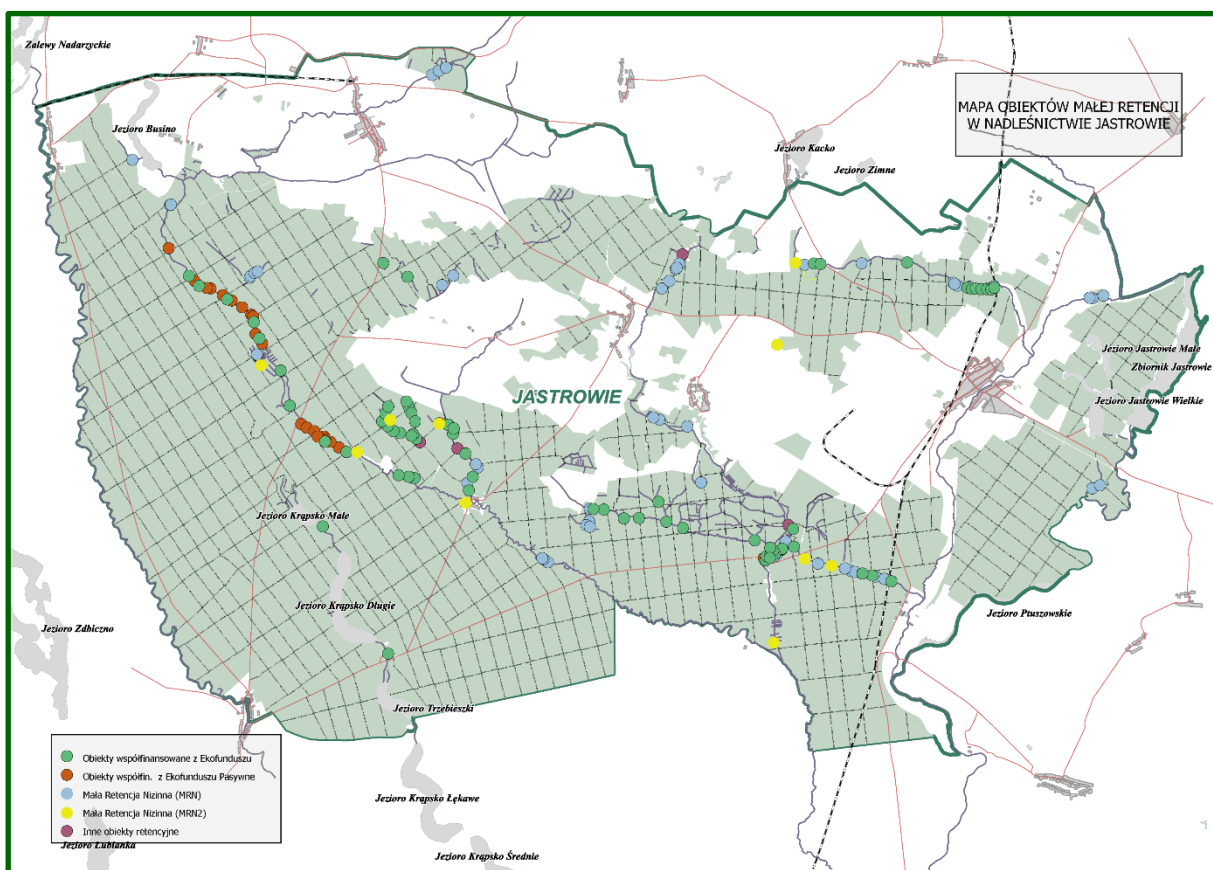 Zalewy Nadarzyckie
MAPA OBIEKTÓW MAŁEJ RETENCJI
W NADLEŚNICTWIE JASTROWIE
Jezioro Busino
Jezioro Kacko
Jezioro Zimne
Jezioro Jastrowie Małe
Zbiornik Jastrowie
JASTROWIE
Jezioro Jastrowie Wielkie
Jezioro Krąpsko Małe
Jezioro Krąpsko Długie
Jezioro Ptuszowskie
Jezioro Zdbiczno
Jezioro Trzebieszki
Obiekty współfinansowane z Ekofunduszu
Obiekty współfin. z Ekofunduszu Pasywne
Mała Retencja Nizinna (MRN)
Mała Retencja Nizinna (MRN2)
Inne obiekty retencyjne
Jezioro Krąpsko Łękawe
Jezioro Łubianka
Jezioro Krąpsko Średnie